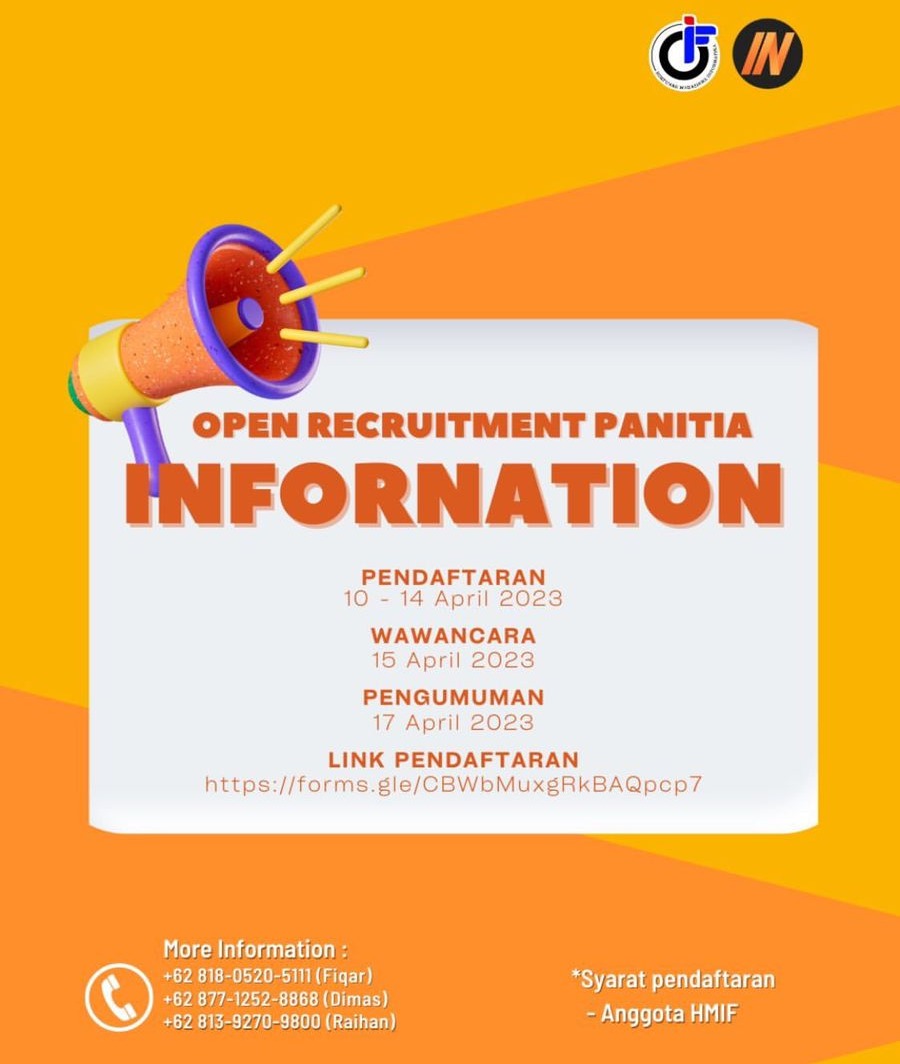 OPEN RECRUITMENT PANITIA
INFORNATION
PENDAFTARAN
10 - 14 April 2023
WAWANCARA
15 April 2023
PENGUMUMAN
17 April 2023
LINK PENDAFTARAN
https://forms.gle/CBWbMuxgRkBAQpcp7
More Information :
+62 818-0520-5111 (Fiqar)
+62 877-1252-8868 (Dimas)
+62 813-9270-9800 (Raihan)
*Syarat pendaftaran
- Anggota HMIF